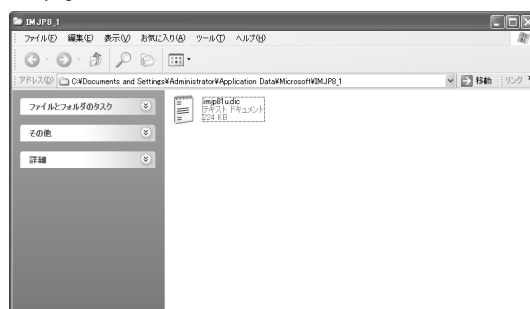 IMJP8_1
ファイル(F) 編集(E) 表示(V) お気に入り(A) ツール(T) ヘルプ(H)
アドレス(D) C:¥Documents and Settings¥Administrator¥Application Data¥Microsoft¥IMJP8_1 移動 リンク »
ファイルとフォルダのタスク
その他
詳細
imjp81u.dic
テキスト ドキュメント
224 KB